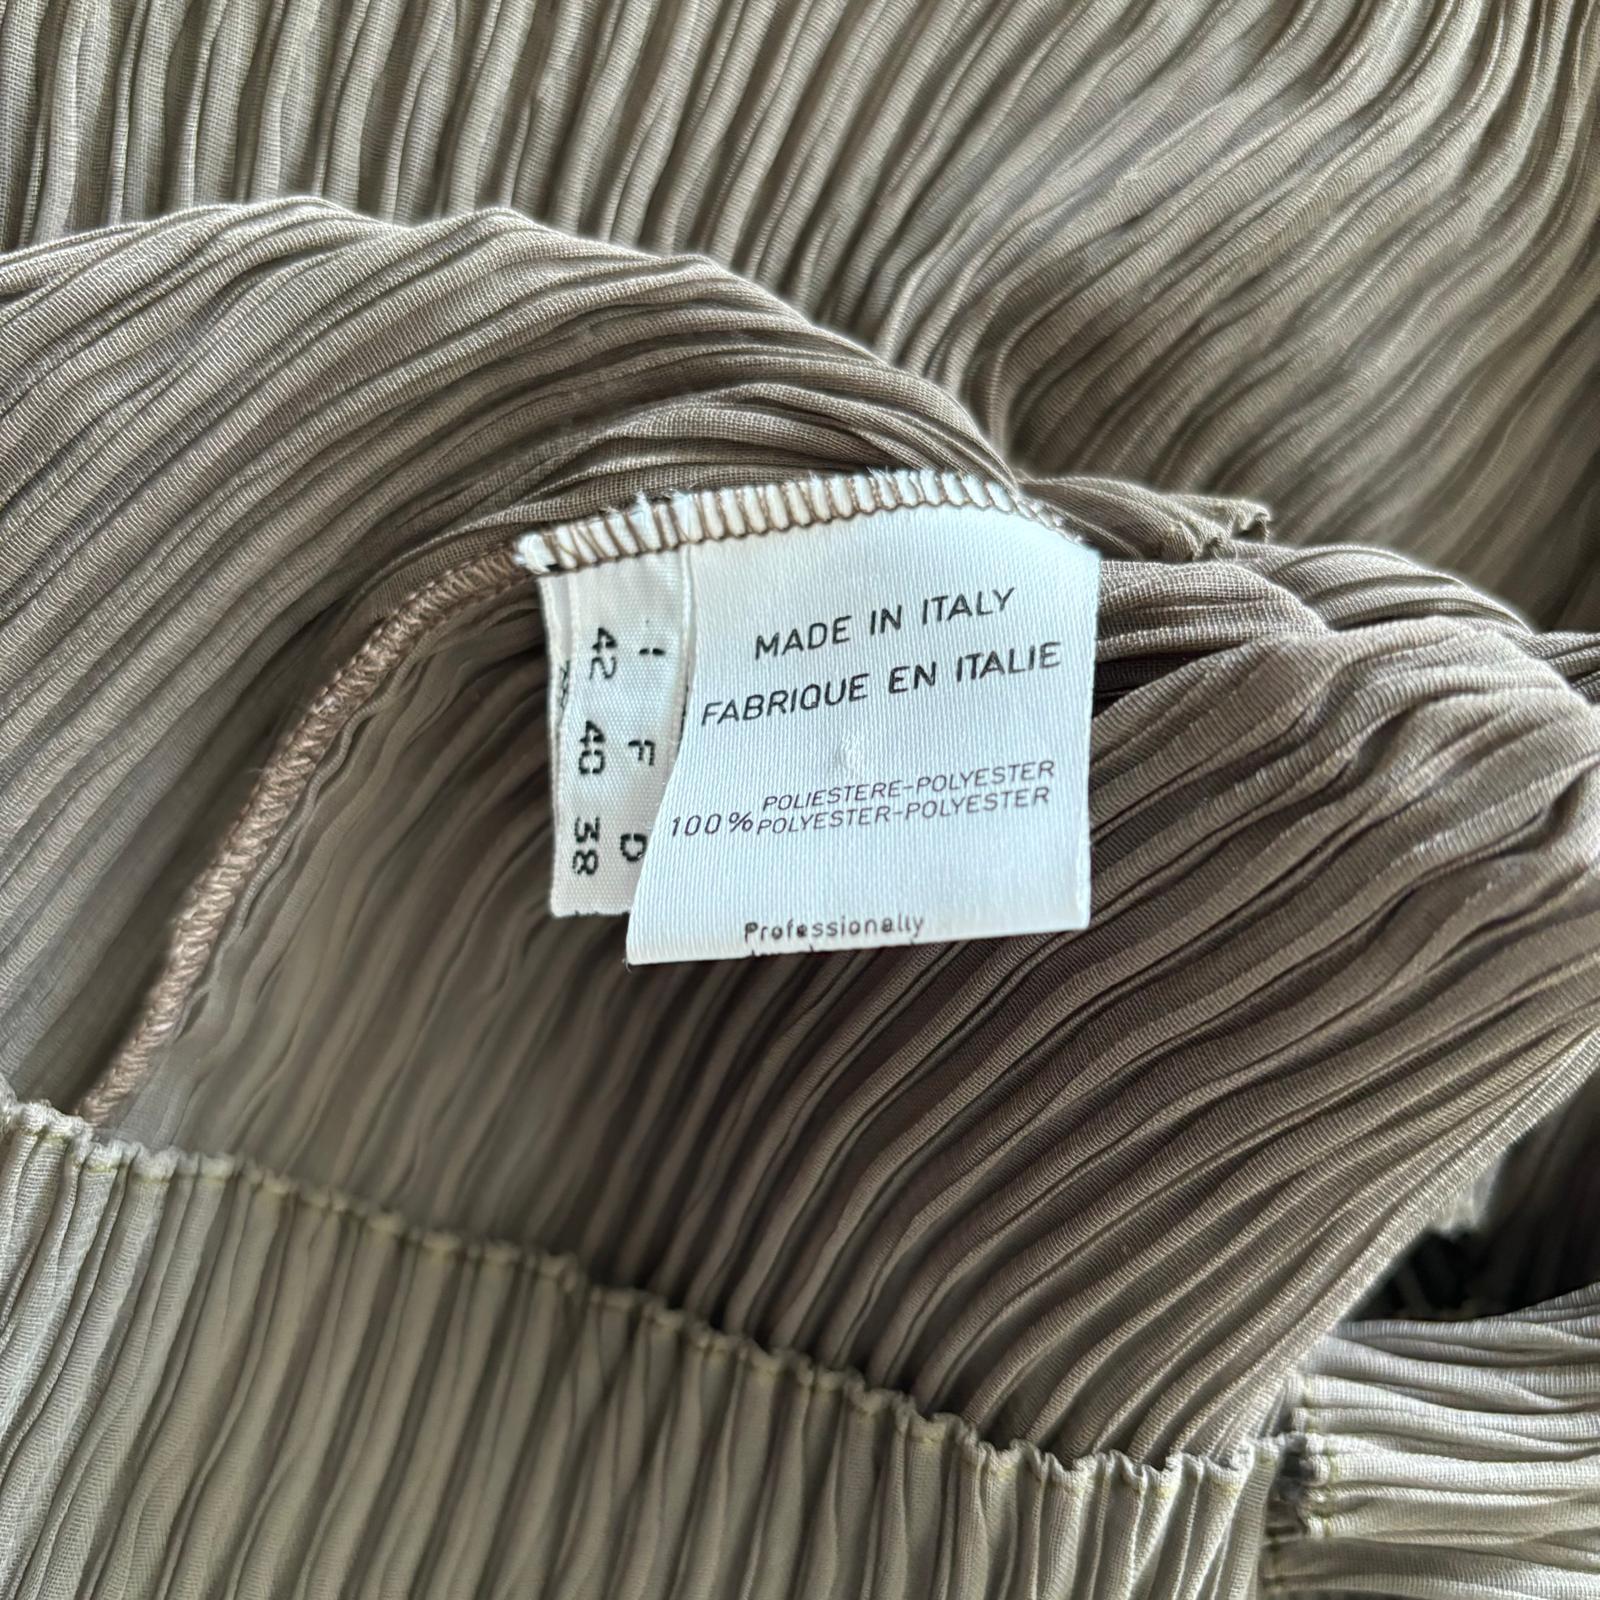 MADE IN ITALY
FABRIQUE EN ITALIE
POLIESTERE-POLYESTER
100% POLYESTER-POLYESTER
Professionally
I F D
42 40 38